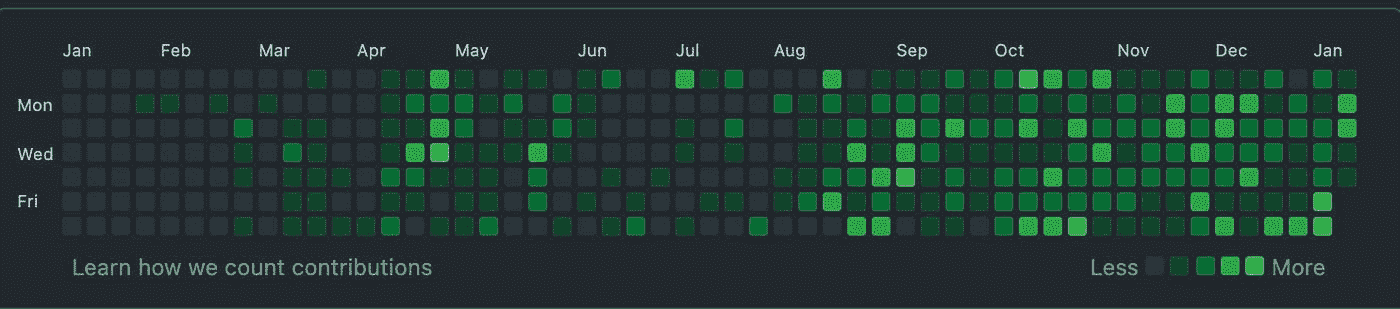 Jan Feb Mar Apr May Jun Jul Aug Sep Oct Nov Dec Jan
Mon
Wed
Fri
Learn how we count contributions
Less More